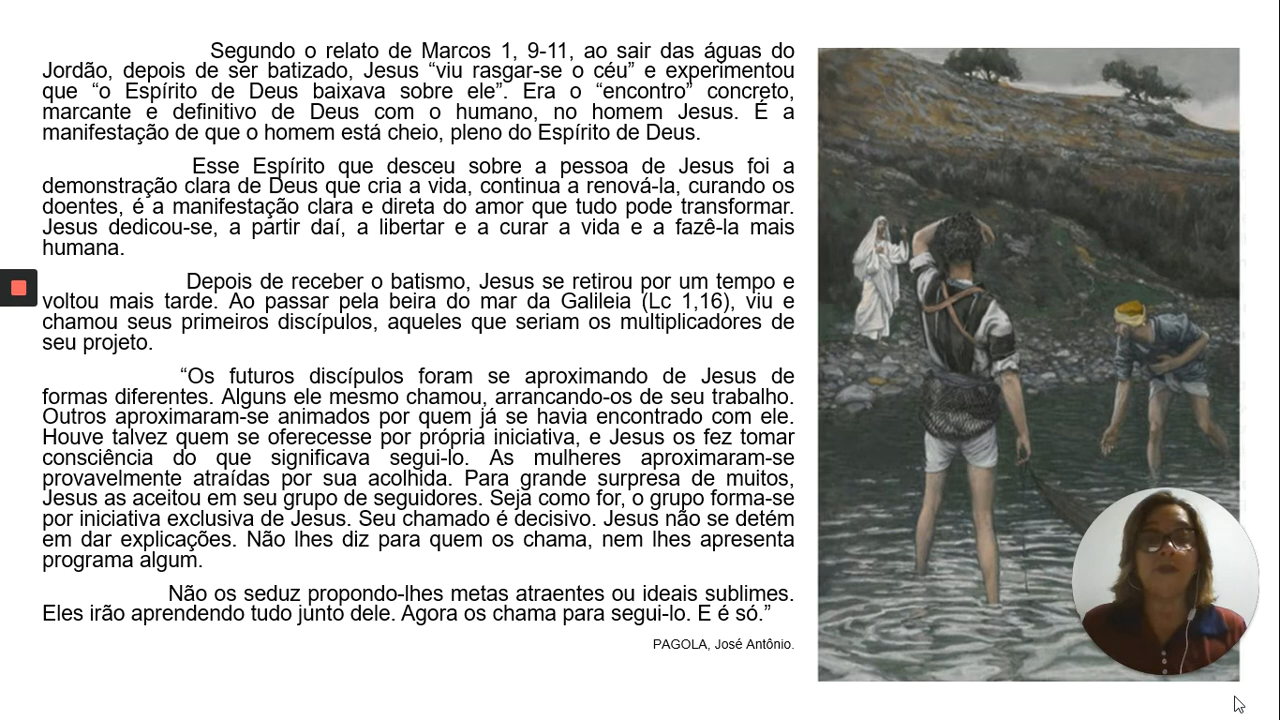 Segundo o relato de Marcos 1, 9-11, ao sair das águas do
Jordão, depois de ser batizado, Jesus “viu rasgar-se o céu” e experimentou
que “o Espírito de Deus baixava sobre ele”. Era o “encontro” concreto,
marcante e definitivo de Deus com o humano, no homem Jesus. É a
manifestação de que o homem está cheio, pleno do Espírito de Deus.
Esse Espírito que desceu sobre a pessoa de Jesus foi a
demonstração clara de Deus que cria a vida, continua a renová-la, curando os
doentes, é a manifestação clara e direta do amor que tudo pode transformar.
Jesus dedicou-se, a partir daí, a libertar e a curar a vida e a fazê-la mais
humana.
Depois de receber o batismo, Jesus se retirou por um tempo e
voltou mais tarde. Ao passar pela beira do mar da Galileia (Lc 1,16), viu e
chamou seus primeiros discípulos, aqueles que seriam os multiplicadores de
seu projeto.
“Os futuros discípulos foram se aproximando de Jesus de
formas diferentes. Alguns ele mesmo chamou, arrancando-os de seu trabalho.
Outros aproximaram-se animados por quem já se havia encontrado com ele.
Houve talvez quem se oferecesse por própria iniciativa, e Jesus os fez tomar
consciência do que significava segui-lo. As mulheres aproximaram-se
provavelmente atraídas por sua acolhida. Para grande surpresa de muitos,
Jesus as aceitou em seu grupo de seguidores. Seja como for, o grupo forma-se
por iniciativa exclusiva de Jesus. Seu chamado é decisivo. Jesus não se detém
em dar explicações. Não lhes diz para quem os chama, nem lhes apresenta
programa algum.
Não os seduz propondo-lhes metas atraentes ou ideais sublimes.
Eles irão aprendendo tudo junto dele. Agora os chama para segui-lo. E é só.”
PAGOLA, José Antônio.